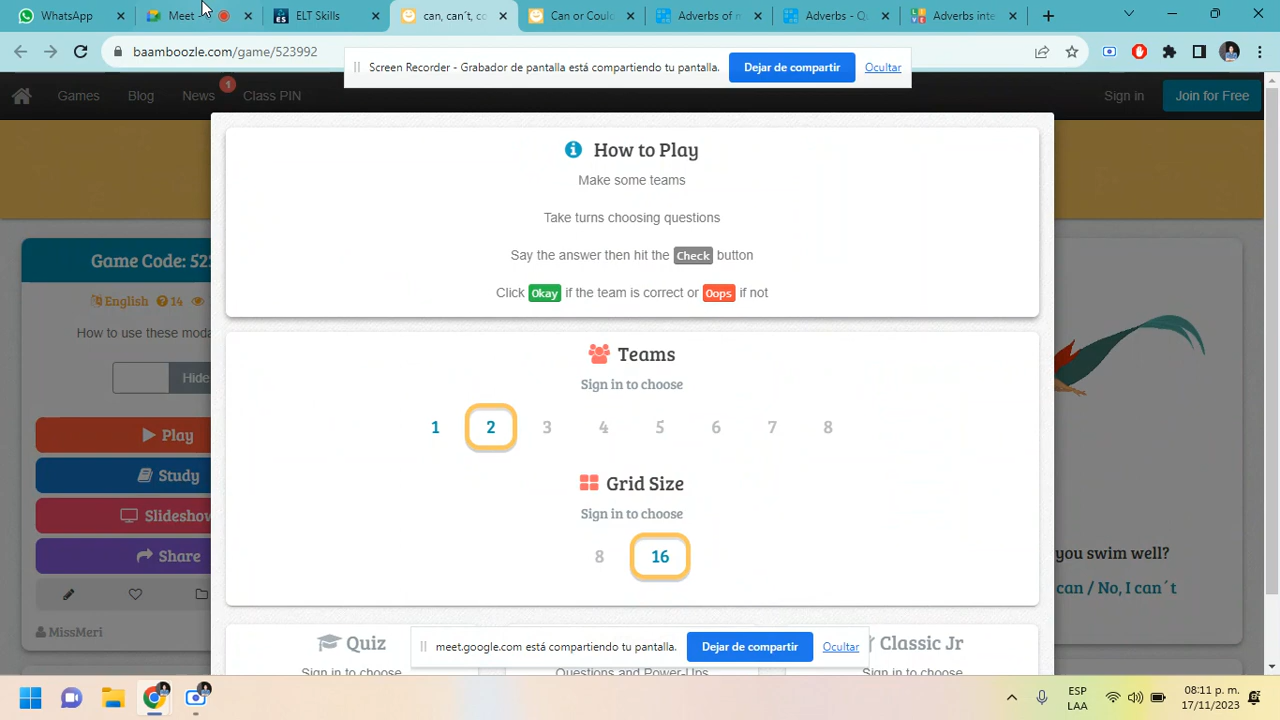 WhatsApp
Meet
ELT Skills
can, can´t, co
Can or Could
Adverbs of m
Adverbs - Q
Adverbs inte
baamboozle.com/game/523992
Screen Recorder - Grabador de pantalla está compartiendo tu pantalla.
Dejar de compartir
Ocultar
Games
Blog
News
1
Class PIN
Sign in
Join for Free
How to Play
Make some teams
Take turns choosing questions
Say the answer then hit the Check button
Click Okay if the team is correct or Oops if not
Game Code: 52
English
14
How to use these moda
Hide
Play
Study
Slideshow
Share
MissMeri
Teams
Sign in to choose
1 2 3 4 5 6 7 8
Grid Size
Sign in to choose
8 16
you swim well?
can / No, I can´t
Quiz
Sign in to choose
meet.google.com está compartiendo tu pantalla.
Dejar de compartir
Ocultar
Questions and Power-Ups
Classic Jr
Sign in to choose
ESP
LAA
08:11 p. m.
17/11/2023